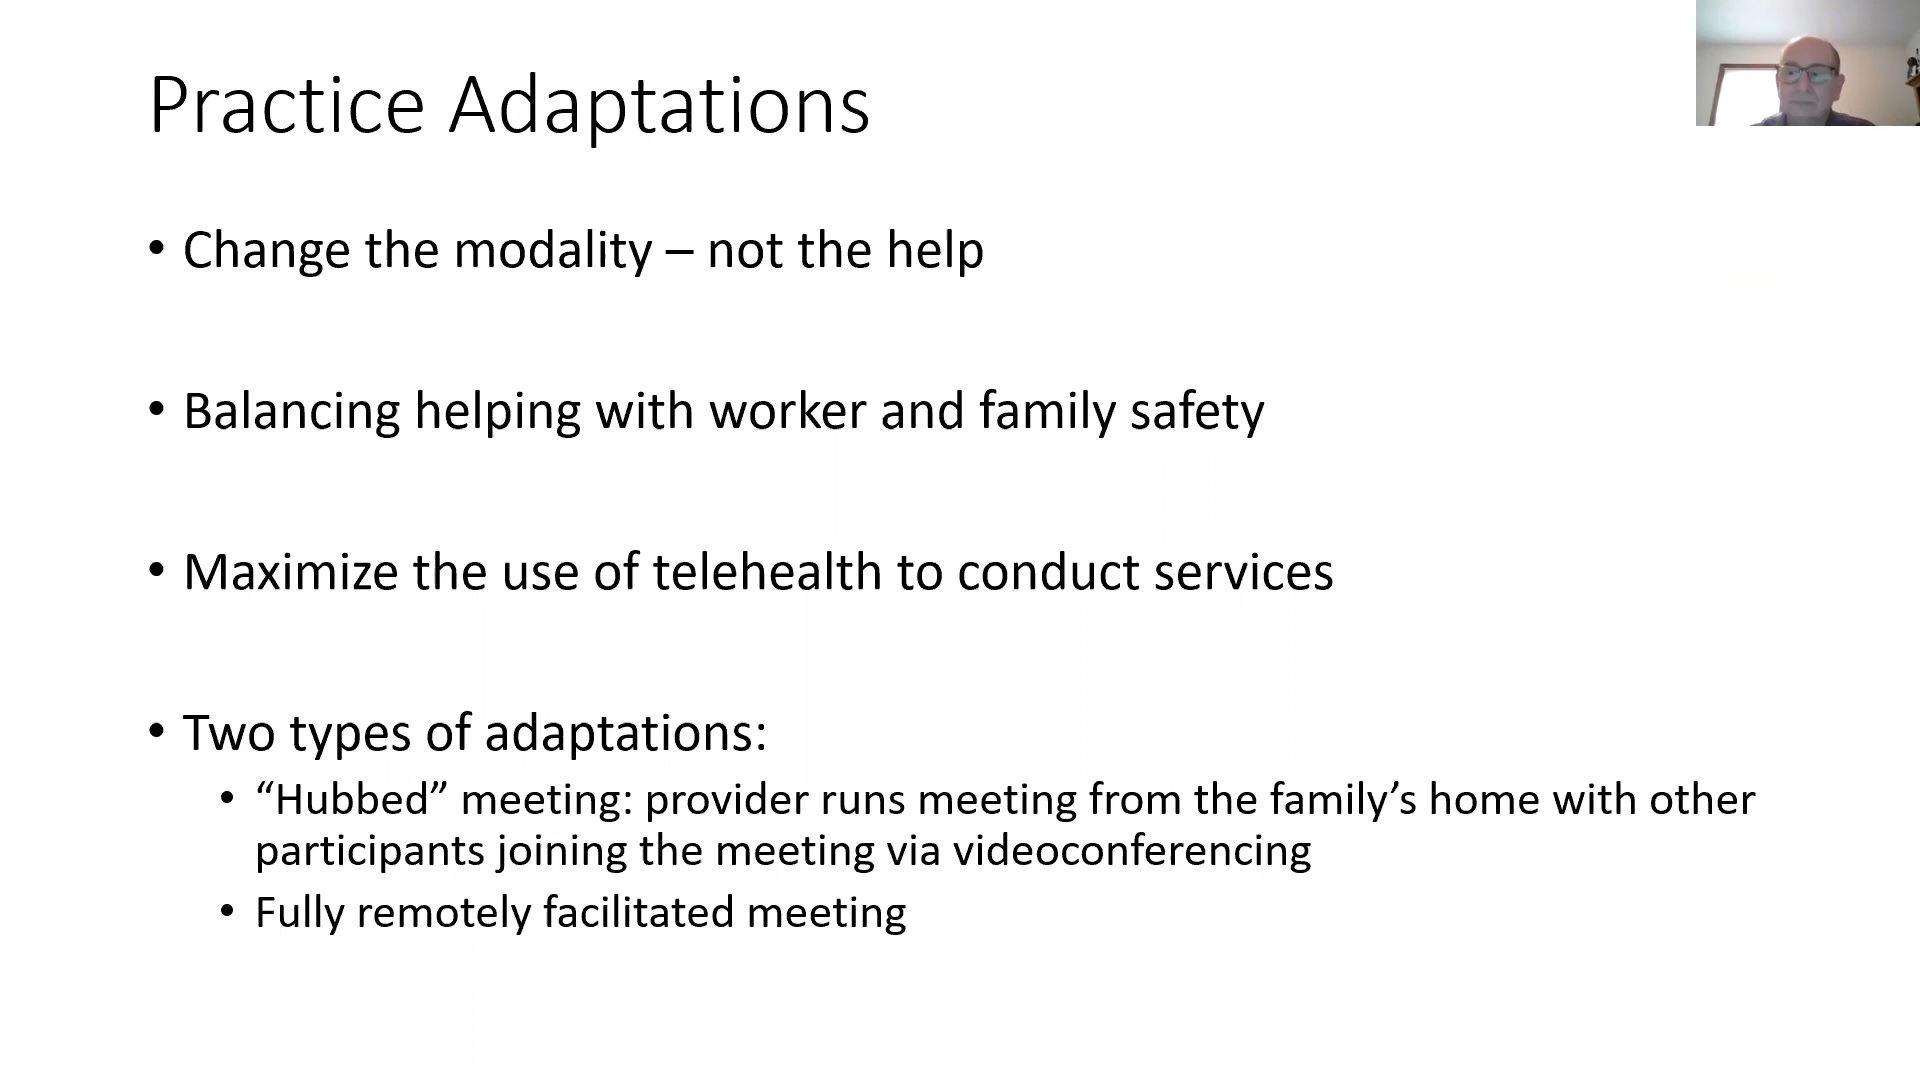 Practice Adaptations
• Change the modality – not the help
• Balancing helping with worker and family safety
• Maximize the use of telehealth to conduct services
• Two types of adaptations:
• “Hubbed” meeting: provider runs meeting from the family’s home with other
participants joining the meeting via videoconferencing
• Fully remotely facilitated meeting